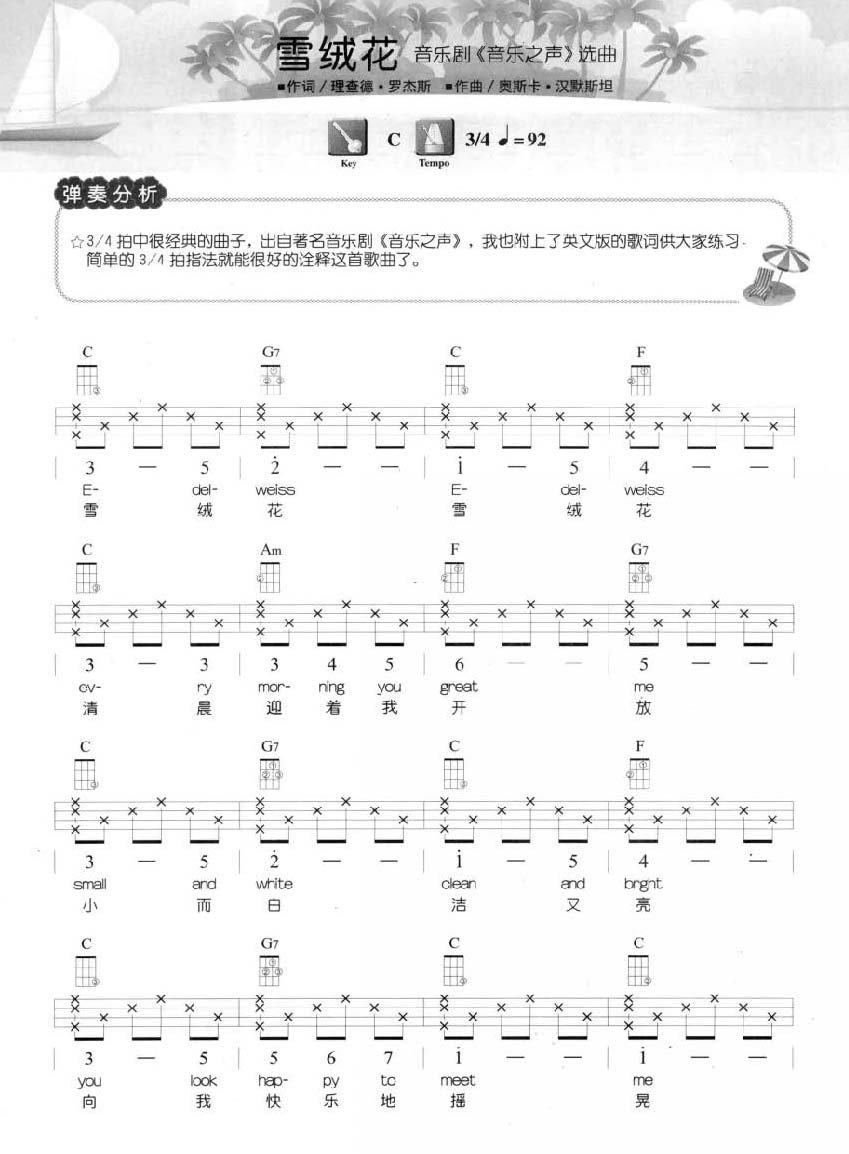 雪绒花 音乐剧《音乐之声》选曲
■作词/理查德·罗杰斯 ■作曲/奥斯卡·汉默斯坦
Key C Tempo 3/4 ♩=92
弹奏分析
☆3/4拍中很经典的曲子，出自著名音乐剧《音乐之声》，我也附上了英文版的歌词供大家练习.
简单的3/4拍指法就能很好的诠释这首歌曲了。
C G7 C F
| 3 — 5 | 2̇ — — | 1̇ — 5 | 4 — — |
E- del- weiss E- del- weiss
雪 绒 花 雪 绒 花
C Am F G7
| 3 — 3 | 3 4 5 | 6 — — | 5 — — |
ev- ry mor- ning you great me
清 晨 迎 着 我 开 放
C G7 C F
| 3 — 5 | 2̇ — — | 1̇ — 5 | 4 — — |
small and white clean and brght
小 而 白 洁 又 亮
C G7 C C
| 3 — 5 | 5 6 7 | 1̇ — — | 1̇ — — |
you look hap- py to meet me
向 我 快 乐 地 摇 晃